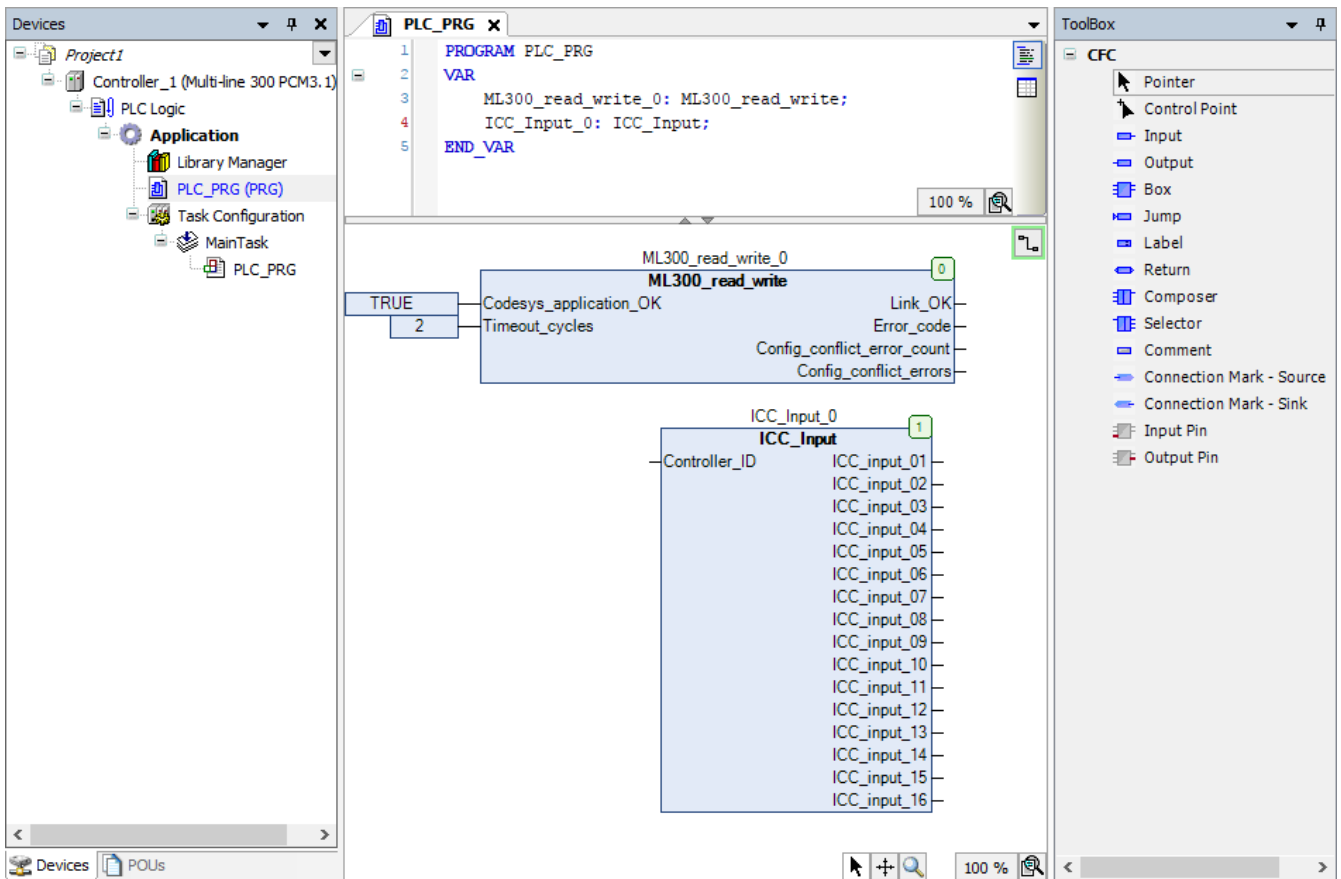 Devices
Project1
Controller_1 (Multi-line 300 PCM3.1)
PLC Logic
Application
Library Manager
PLC_PRG (PRG)
Task Configuration
MainTask
PLC_PRG
Devices
POUs
PLC_PRG
1 PROGRAM PLC_PRG
2 VAR
3 ML300_read_write_0: ML300_read_write;
4 ICC_Input_0: ICC_Input;
5 END_VAR
100 %
ML300_read_write_0
0
ML300_read_write
TRUE Codesys_application_OK Link_OK
2 Timeout_cycles Error_code
Config_conflict_error_count
Config_conflict_errors
ICC_Input_0
1
ICC_Input
Controller_ID ICC_input_01
ICC_input_02
ICC_input_03
ICC_input_04
ICC_input_05
ICC_input_06
ICC_input_07
ICC_input_08
ICC_input_09
ICC_input_10
ICC_input_11
ICC_input_12
ICC_input_13
ICC_input_14
ICC_input_15
ICC_input_16
100 %
ToolBox
CFC
Pointer
Control Point
Input
Output
Box
Jump
Label
Return
Composer
Selector
Comment
Connection Mark - Source
Connection Mark - Sink
Input Pin
Output Pin